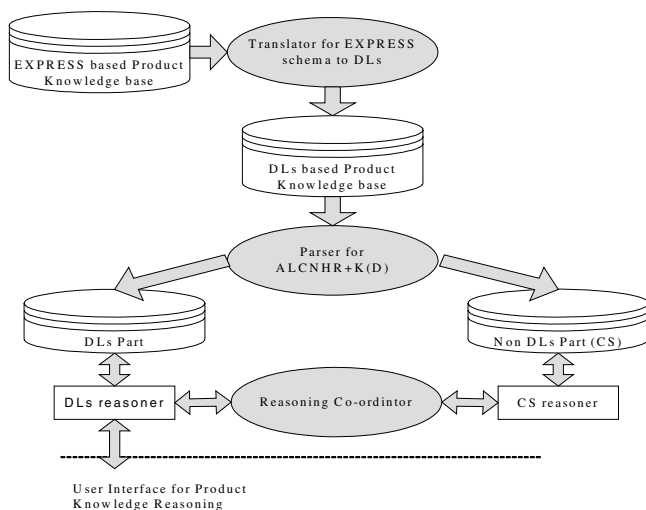 EXPRESS based Product
Knowledge base
Translator for EXPRESS
schema to DLs
DLs based Product
Knowledge base
Parser for
ALCNHR+K(D)
DLs Part
Non DLs Part (CS)
DLs reasoner
Reasoning Co-ordintor
CS reasoner
User Interface for Product
Knowledge Reasoning